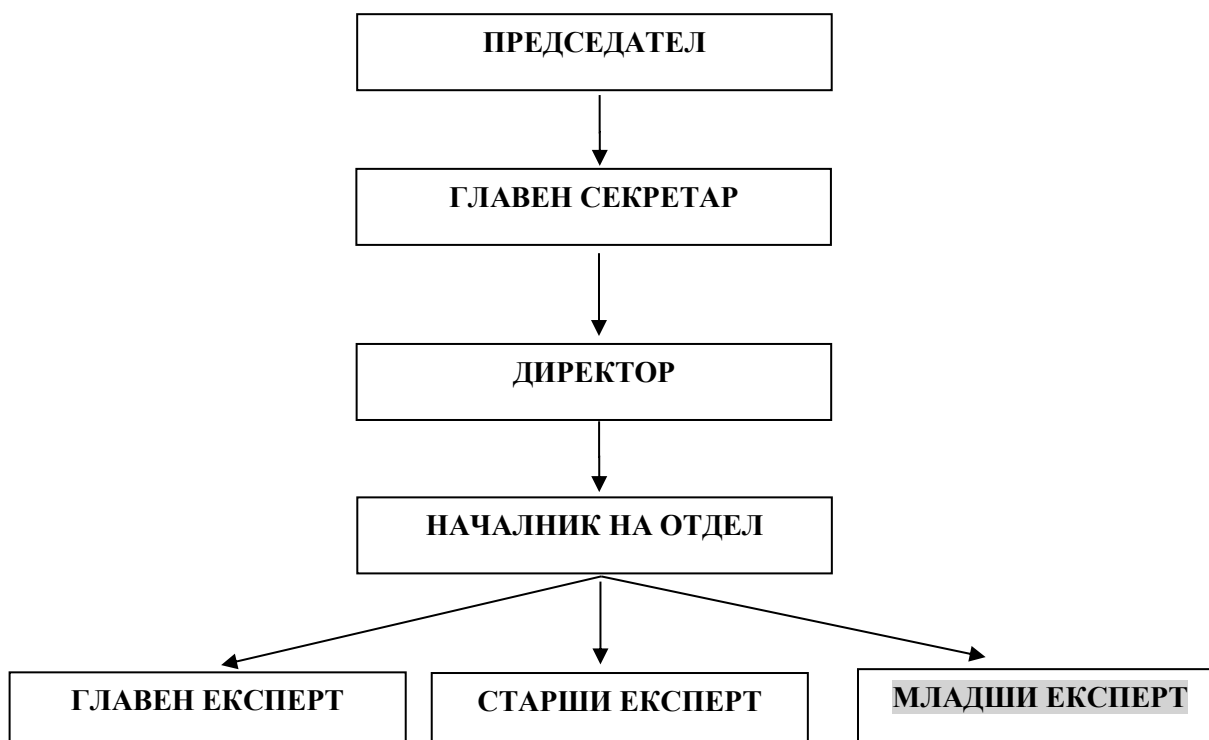 ПРЕДСЕДАТЕЛ
ГЛАВЕН СЕКРЕТАР
ДИРЕКТОР
НАЧАЛНИК НА ОТДЕЛ
ГЛАВЕН ЕКСПЕРТ
СТАРШИ ЕКСПЕРТ
МЛАДШИ ЕКСПЕРТ